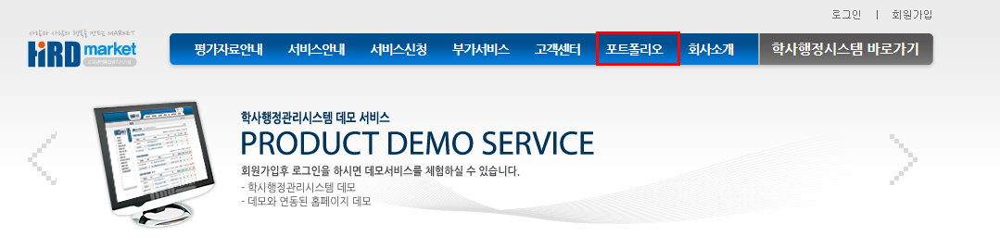 로그인 | 회원가입
사람과 사람의 행복을 만드는 MARKET
HRD market
평가자료안내 서비스안내 서비스신청 부가서비스 고객센터 포트폴리오 회사소개 학사행정시스템 바로가기
학사행정관리시스템 데모 서비스
PRODUCT DEMO SERVICE
회원가입후 로그인을 하시면 데모서비스를 체험하실 수 있습니다.
- 학사행정관리시스템 데모
- 데모와 연동된 홈페이지 데모